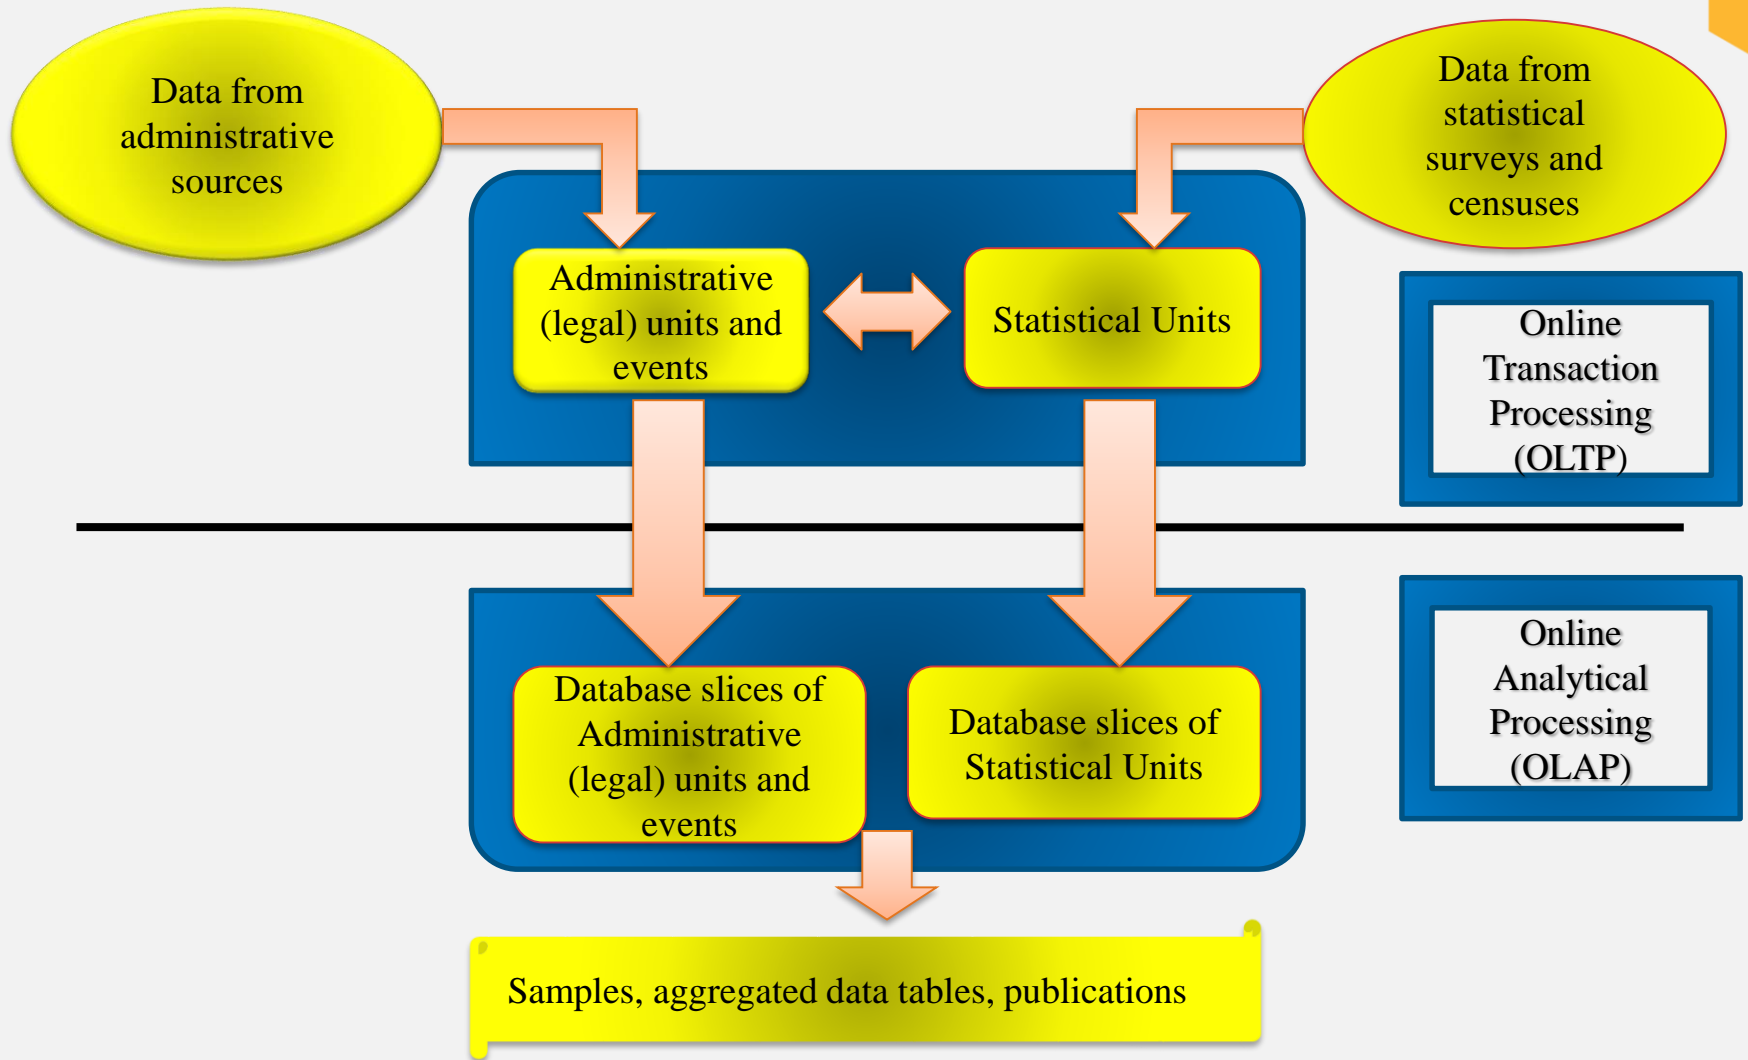 Data from
administrative
sources
Data from
statistical
surveys and
censuses
Administrative
(legal) units and
events
Statistical Units
Online
Transaction
Processing
(OLTP)
Database slices of
Administrative
(legal) units and
events
Database slices of
Statistical Units
Online
Analytical
Processing
(OLAP)
Samples, aggregated data tables, publications